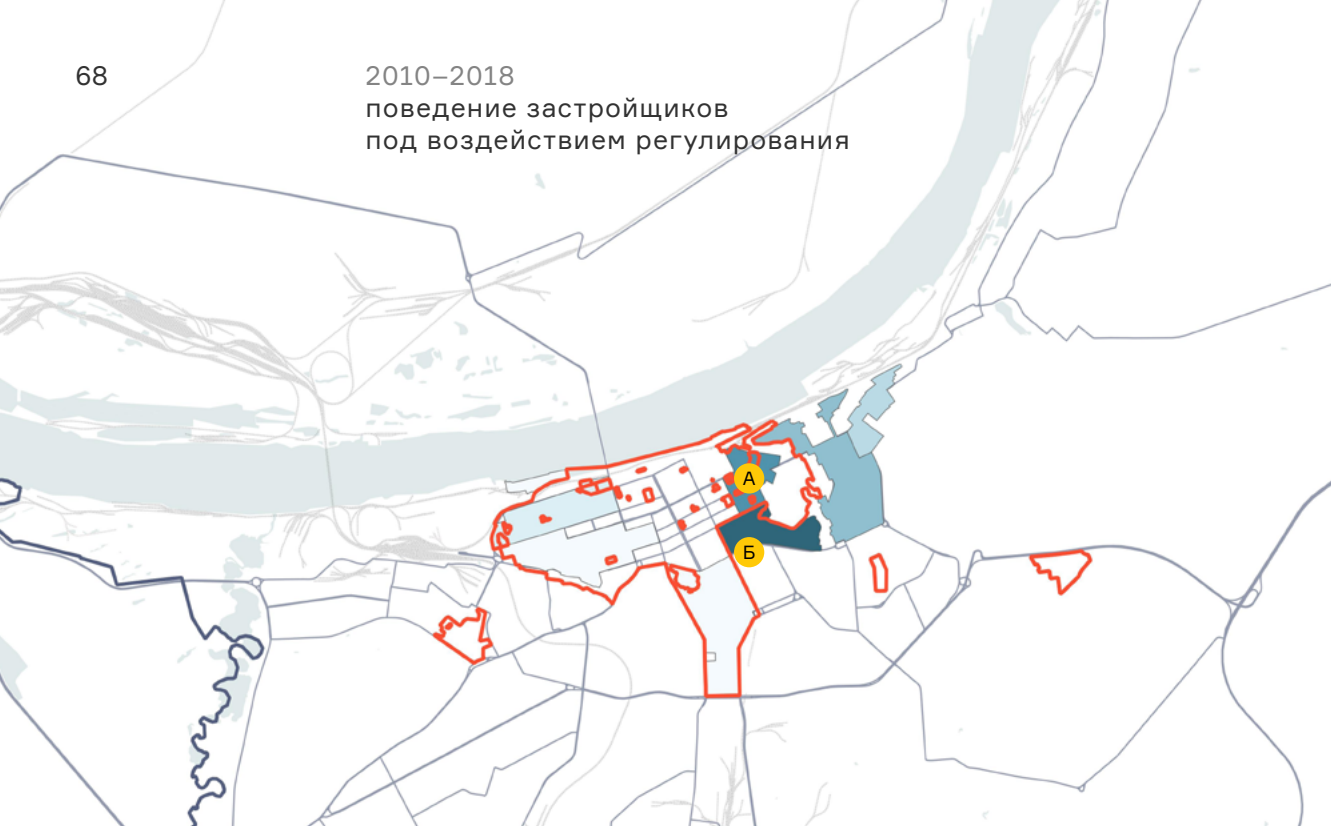 68
2010–2018
поведение застройщиков
под воздействием регулирования
А
Б